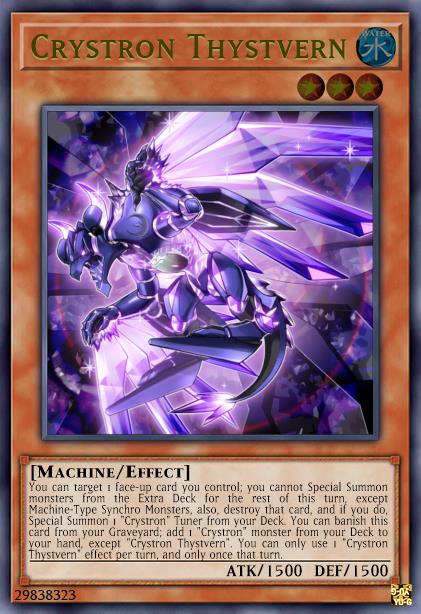 CRYSTRON THYSTVERN
WATER
水
[MACHINE/EFFECT]
You can target 1 face-up card you control; you cannot Special Summon
monsters from the Extra Deck for the rest of this turn, except
Machine-Type Synchro Monsters, also, destroy that card, and if you do,
Special Summon 1 "Crystron" Tuner from your Deck. You can banish this
card from your Graveyard; add 1 "Crystron" monster from your Deck to
your hand, except "Crystron Thystvern". You can only use 1 "Crystron
Thystvern" effect per turn, and only once that turn.
ATK/1500 DEF/1500
29838323